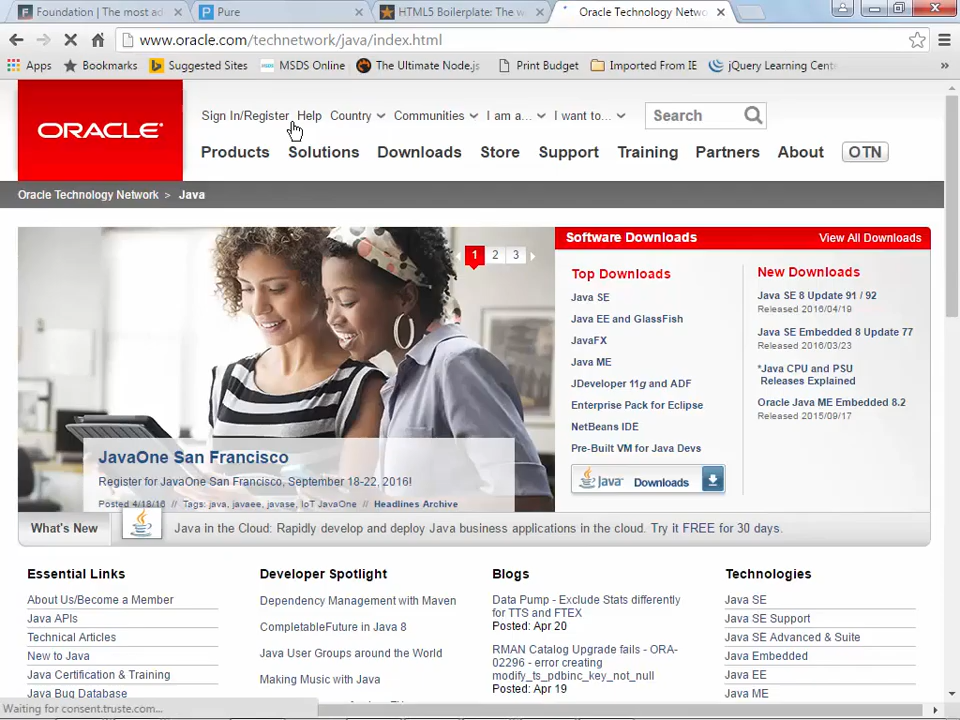 Foundation | The most ad
Pure
HTML5 Boilerplate: The w
Oracle Technology Netwo
www.oracle.com/technetwork/java/index.html
Apps
Bookmarks
Suggested Sites
MSDS Online
The Ultimate Node.js
Print Budget
Imported From IE
jQuery Learning Cent
»
ORACLE
Sign In/Register Help Country Communities I am a... I want to... Search
Products Solutions Downloads Store Support Training Partners About OTN
Oracle Technology Network > Java
1 2 3
JavaOne San Francisco
Register for JavaOne San Francisco, September 18-22, 2016!
Posted 4/18/16 // Tags: java, javaee, javase, IoT JavaOne // Headlines Archive
Software Downloads View All Downloads
Top Downloads
Java SE
Java EE and GlassFish
JavaFX
Java ME
JDeveloper 11g and ADF
Enterprise Pack for Eclipse
NetBeans IDE
Pre-Built VM for Java Devs
Java Downloads
New Downloads
Java SE 8 Update 91 / 92
Released 2016/04/19
Java SE Embedded 8 Update 77
Released 2016/03/23
*Java CPU and PSU
Releases Explained
Oracle Java ME Embedded 8.2
Released 2015/09/17
What's New
Java in the Cloud: Rapidly develop and deploy Java business applications in the cloud. Try it FREE for 30 days.
Essential Links
About Us/Become a Member
Java APIs
Technical Articles
New to Java
Java Certification & Training
Java Bug Database
Developer Spotlight
Dependency Management with Maven
CompletableFuture in Java 8
Java User Groups around the World
Making Music with Java
Blogs
Data Pump - Exclude Stats differently
for TTS and FTEX
Posted: Apr 20
RMAN Catalog Upgrade fails - ORA-
02296 - error creating
modify_ts_pdbinc_key_not_null
Posted: Apr 19
Technologies
Java SE
Java SE Support
Java SE Advanced & Suite
Java Embedded
Java EE
Java ME
Waiting for consent.truste.com...